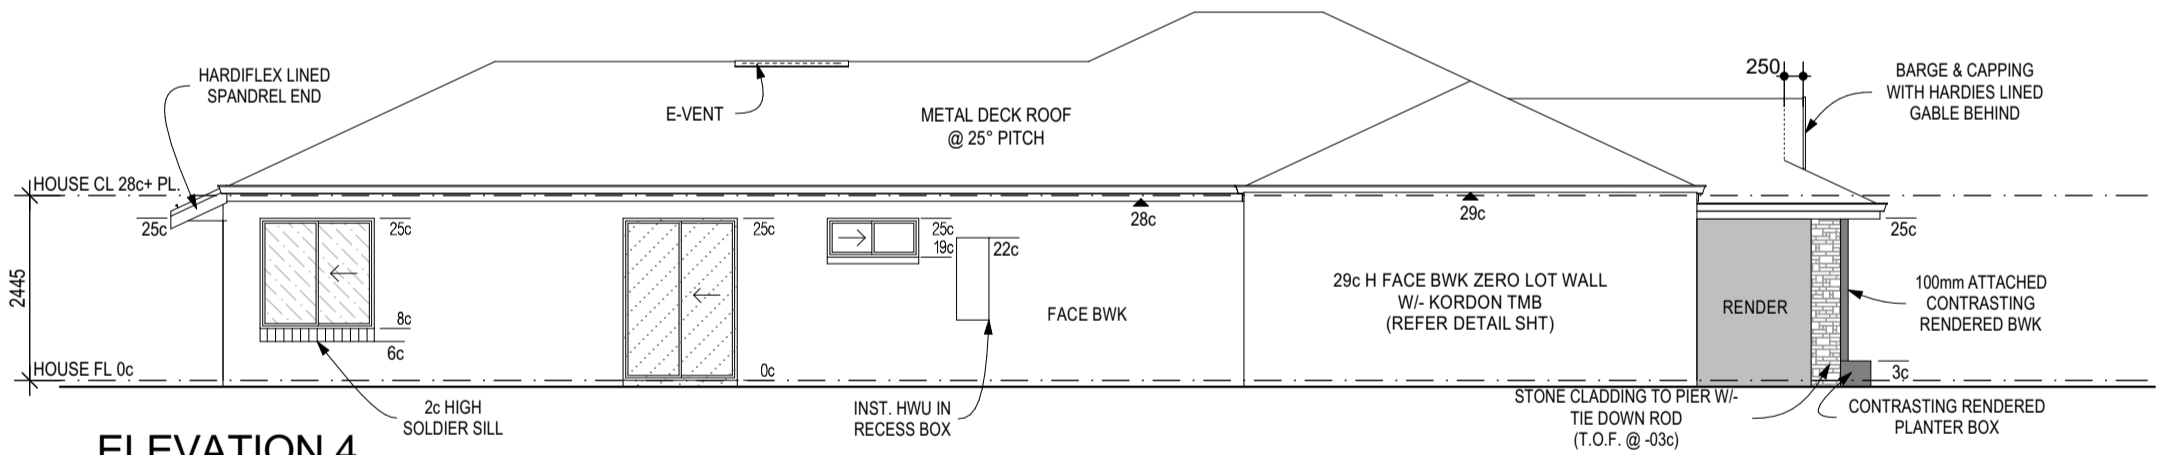 HARDIFLEX LINED
SPANDREL END
E-VENT
METAL DECK ROOF
@ 25° PITCH
250
BARGE & CAPPING
WITH HARDIES LINED
GABLE BEHIND
HOUSE CL 28c+ PL.
25c
25c
25c
25c
19c
22c
28c
29c
25c
2445
8c
6c
0c
FACE BWK
29c H FACE BWK ZERO LOT WALL
W/- KORDON TMB
(REFER DETAIL SHT)
RENDER
100mm ATTACHED
CONTRASTING
RENDERED BWK
HOUSE FL 0c
3c
2c HIGH
SOLDIER SILL
INST. HWU IN
RECESS BOX
STONE CLADDING TO PIER W/-
TIE DOWN ROD
(T.O.F. @ -03c)
CONTRASTING RENDERED
PLANTER BOX
ELEVATION 4